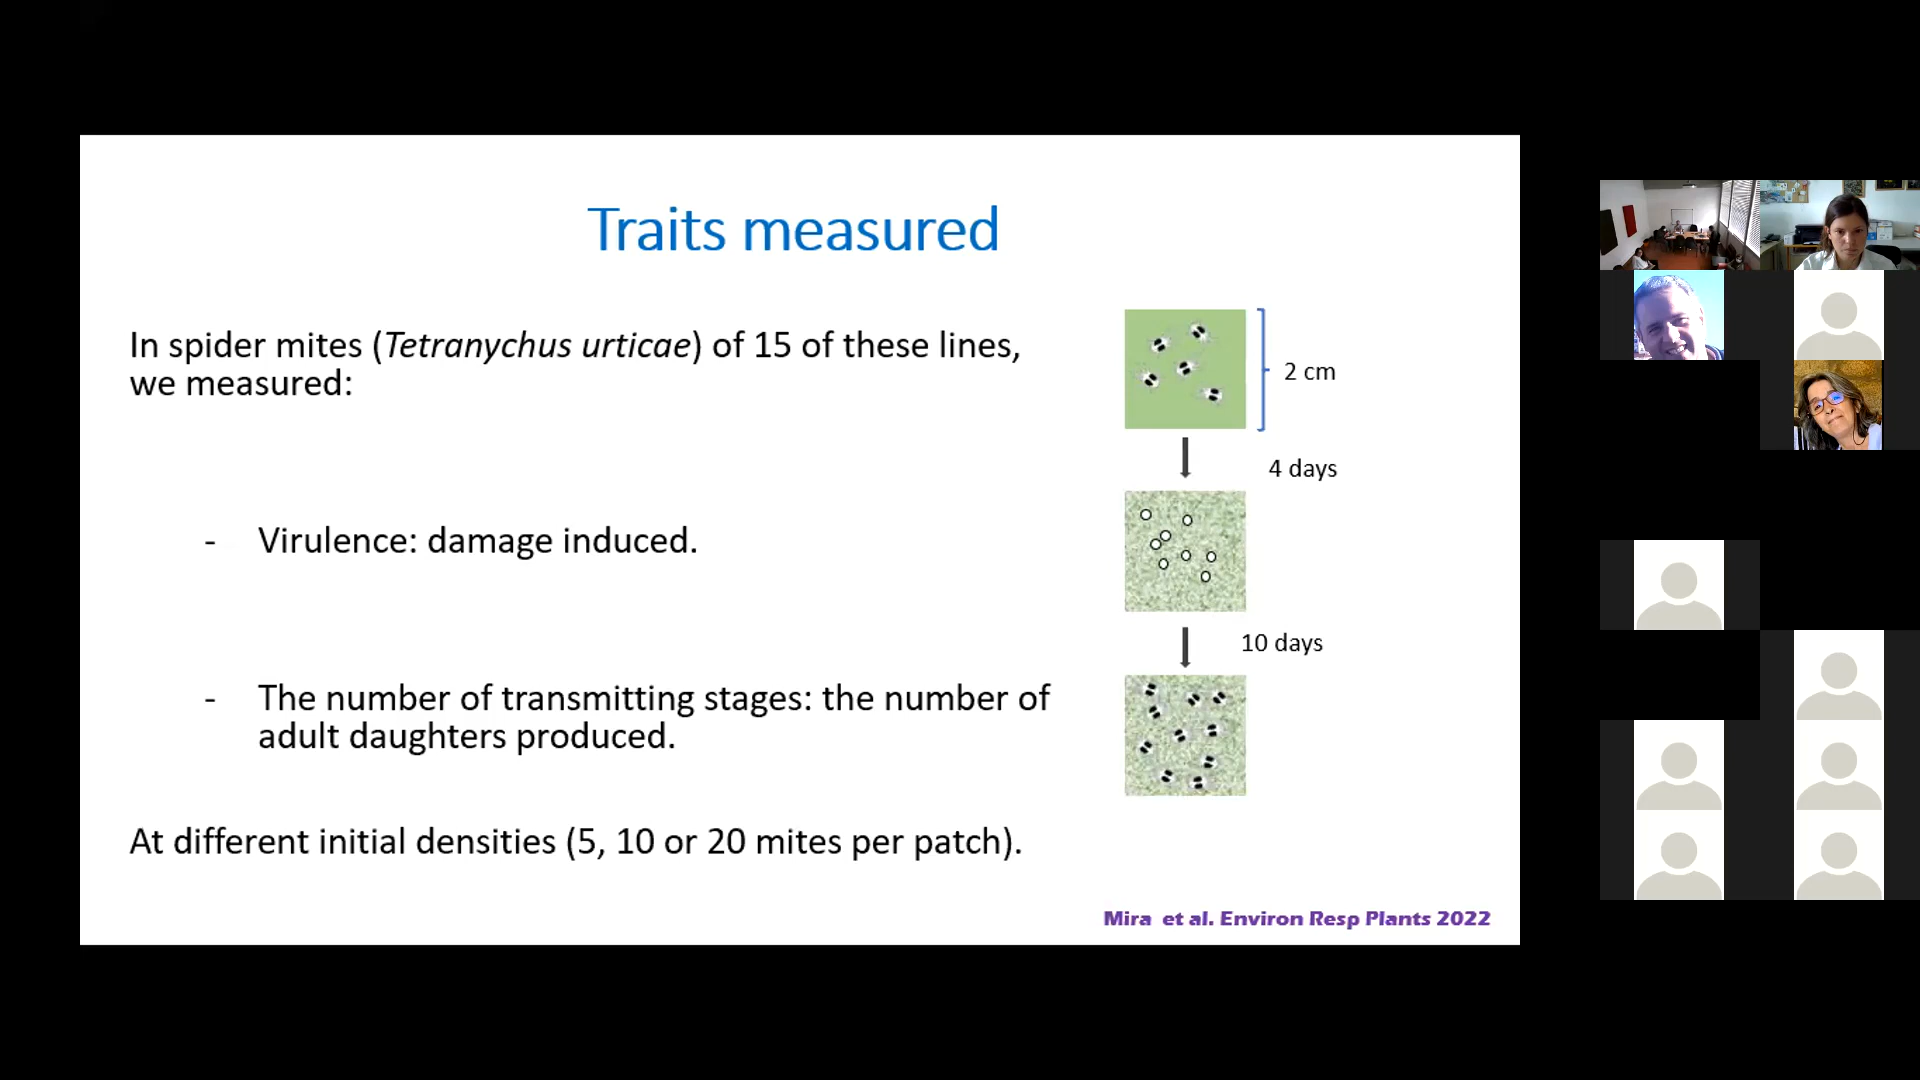 Traits measured
In spider mites (Tetranychus urticae) of 15 of these lines,
we measured:
2 cm
4 days
- Virulence: damage induced.
10 days
- The number of transmitting stages: the number of
adult daughters produced.
At different initial densities (5, 10 or 20 mites per patch).
Mira et al. Environ Resp Plants 2022